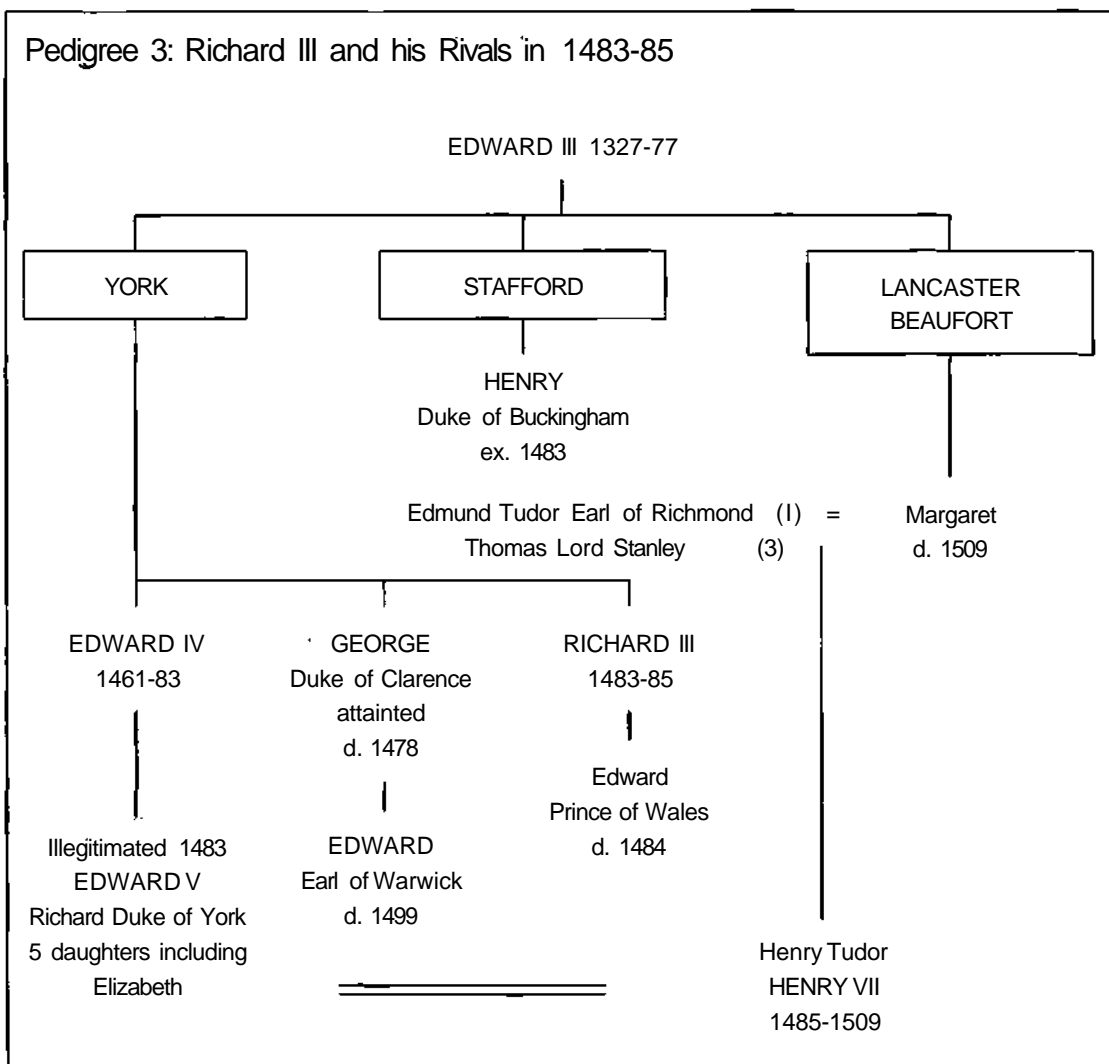 Pedigree 3: Richard III and his Rivals in 1483-85
EDWARD III 1327-77
YORK
STAFFORD
LANCASTER
BEAUFORT
HENRY
Duke of Buckingham
ex. 1483
Edmund Tudor Earl of Richmond (I) =
Thomas Lord Stanley (3)
Margaret
d. 1509
EDWARD IV
1461-83
GEORGE
Duke of Clarence
attainted
d. 1478
RICHARD III
1483-85
Illegitimated 1483
EDWARD V
Richard Duke of York
5 daughters including
Elizabeth
EDWARD
Earl of Warwick
d. 1499
Edward
Prince of Wales
d. 1484
Henry Tudor
HENRY VII
1485-1509